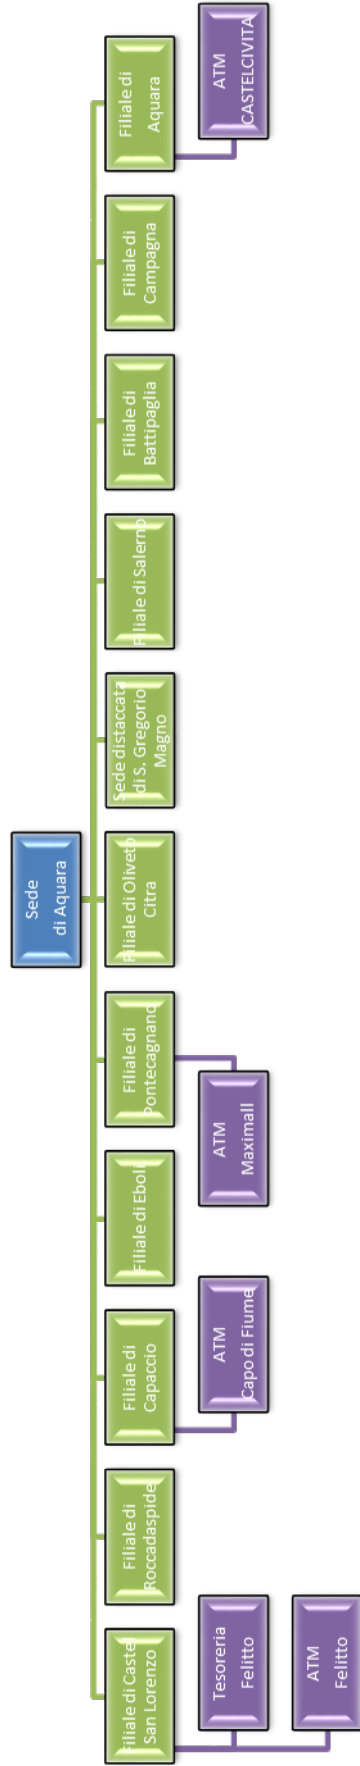 Sede
di Aquara
Filiale di Castel
San Lorenzo
Filiale di
Roccadaspide
Filiale di
Capaccio
Filiale di Eboli
Filiale di
Pontecagnano
Filiale di Oliveto
Citra
Sede distaccata
di S. Gregorio
Magno
Filiale di Salerno
Filiale di
Battipaglia
Filiale di
Campagna
Filiale di
Aquara
Tesoreria
Felitto
ATM
Felitto
ATM
Capo di Fiume
ATM
Maximall
ATM
CASTELCIVITA